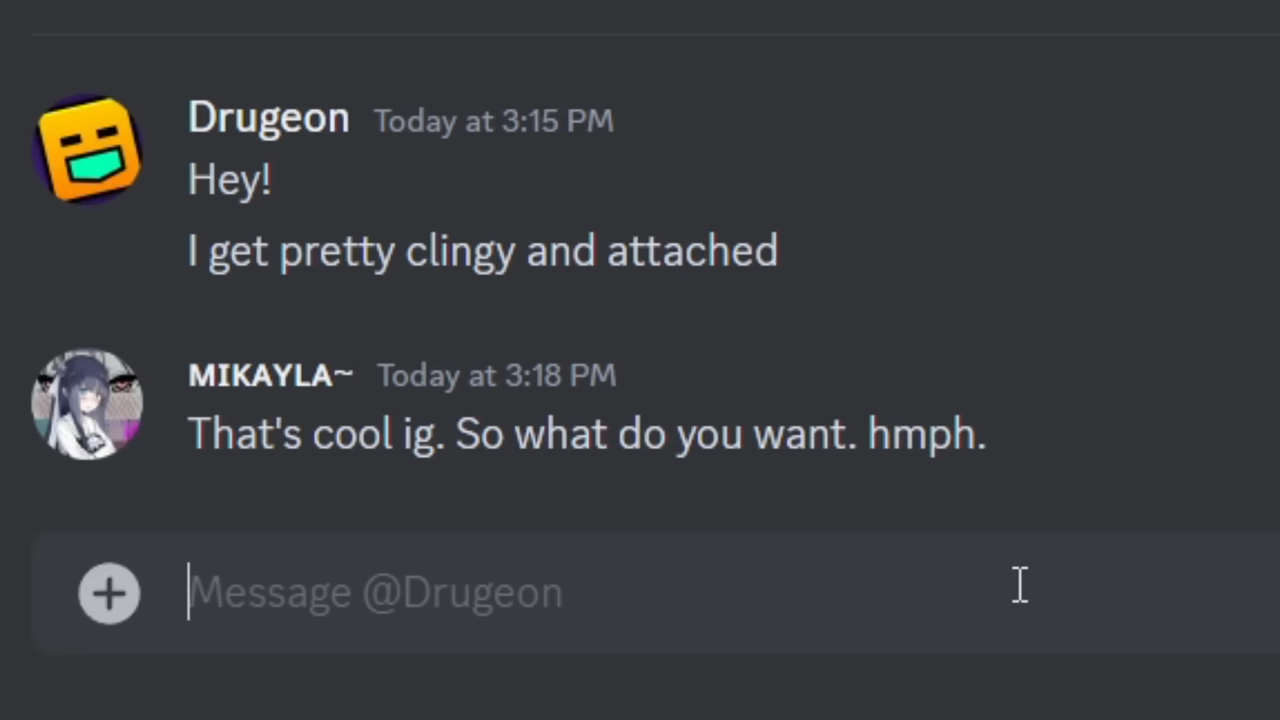 Drugeon Today at 3:15 PM
Hey!
I get pretty clingy and attached
MIKAYLA~ Today at 3:18 PM
That's cool ig. So what do you want. hmph.
Message @Drugeon